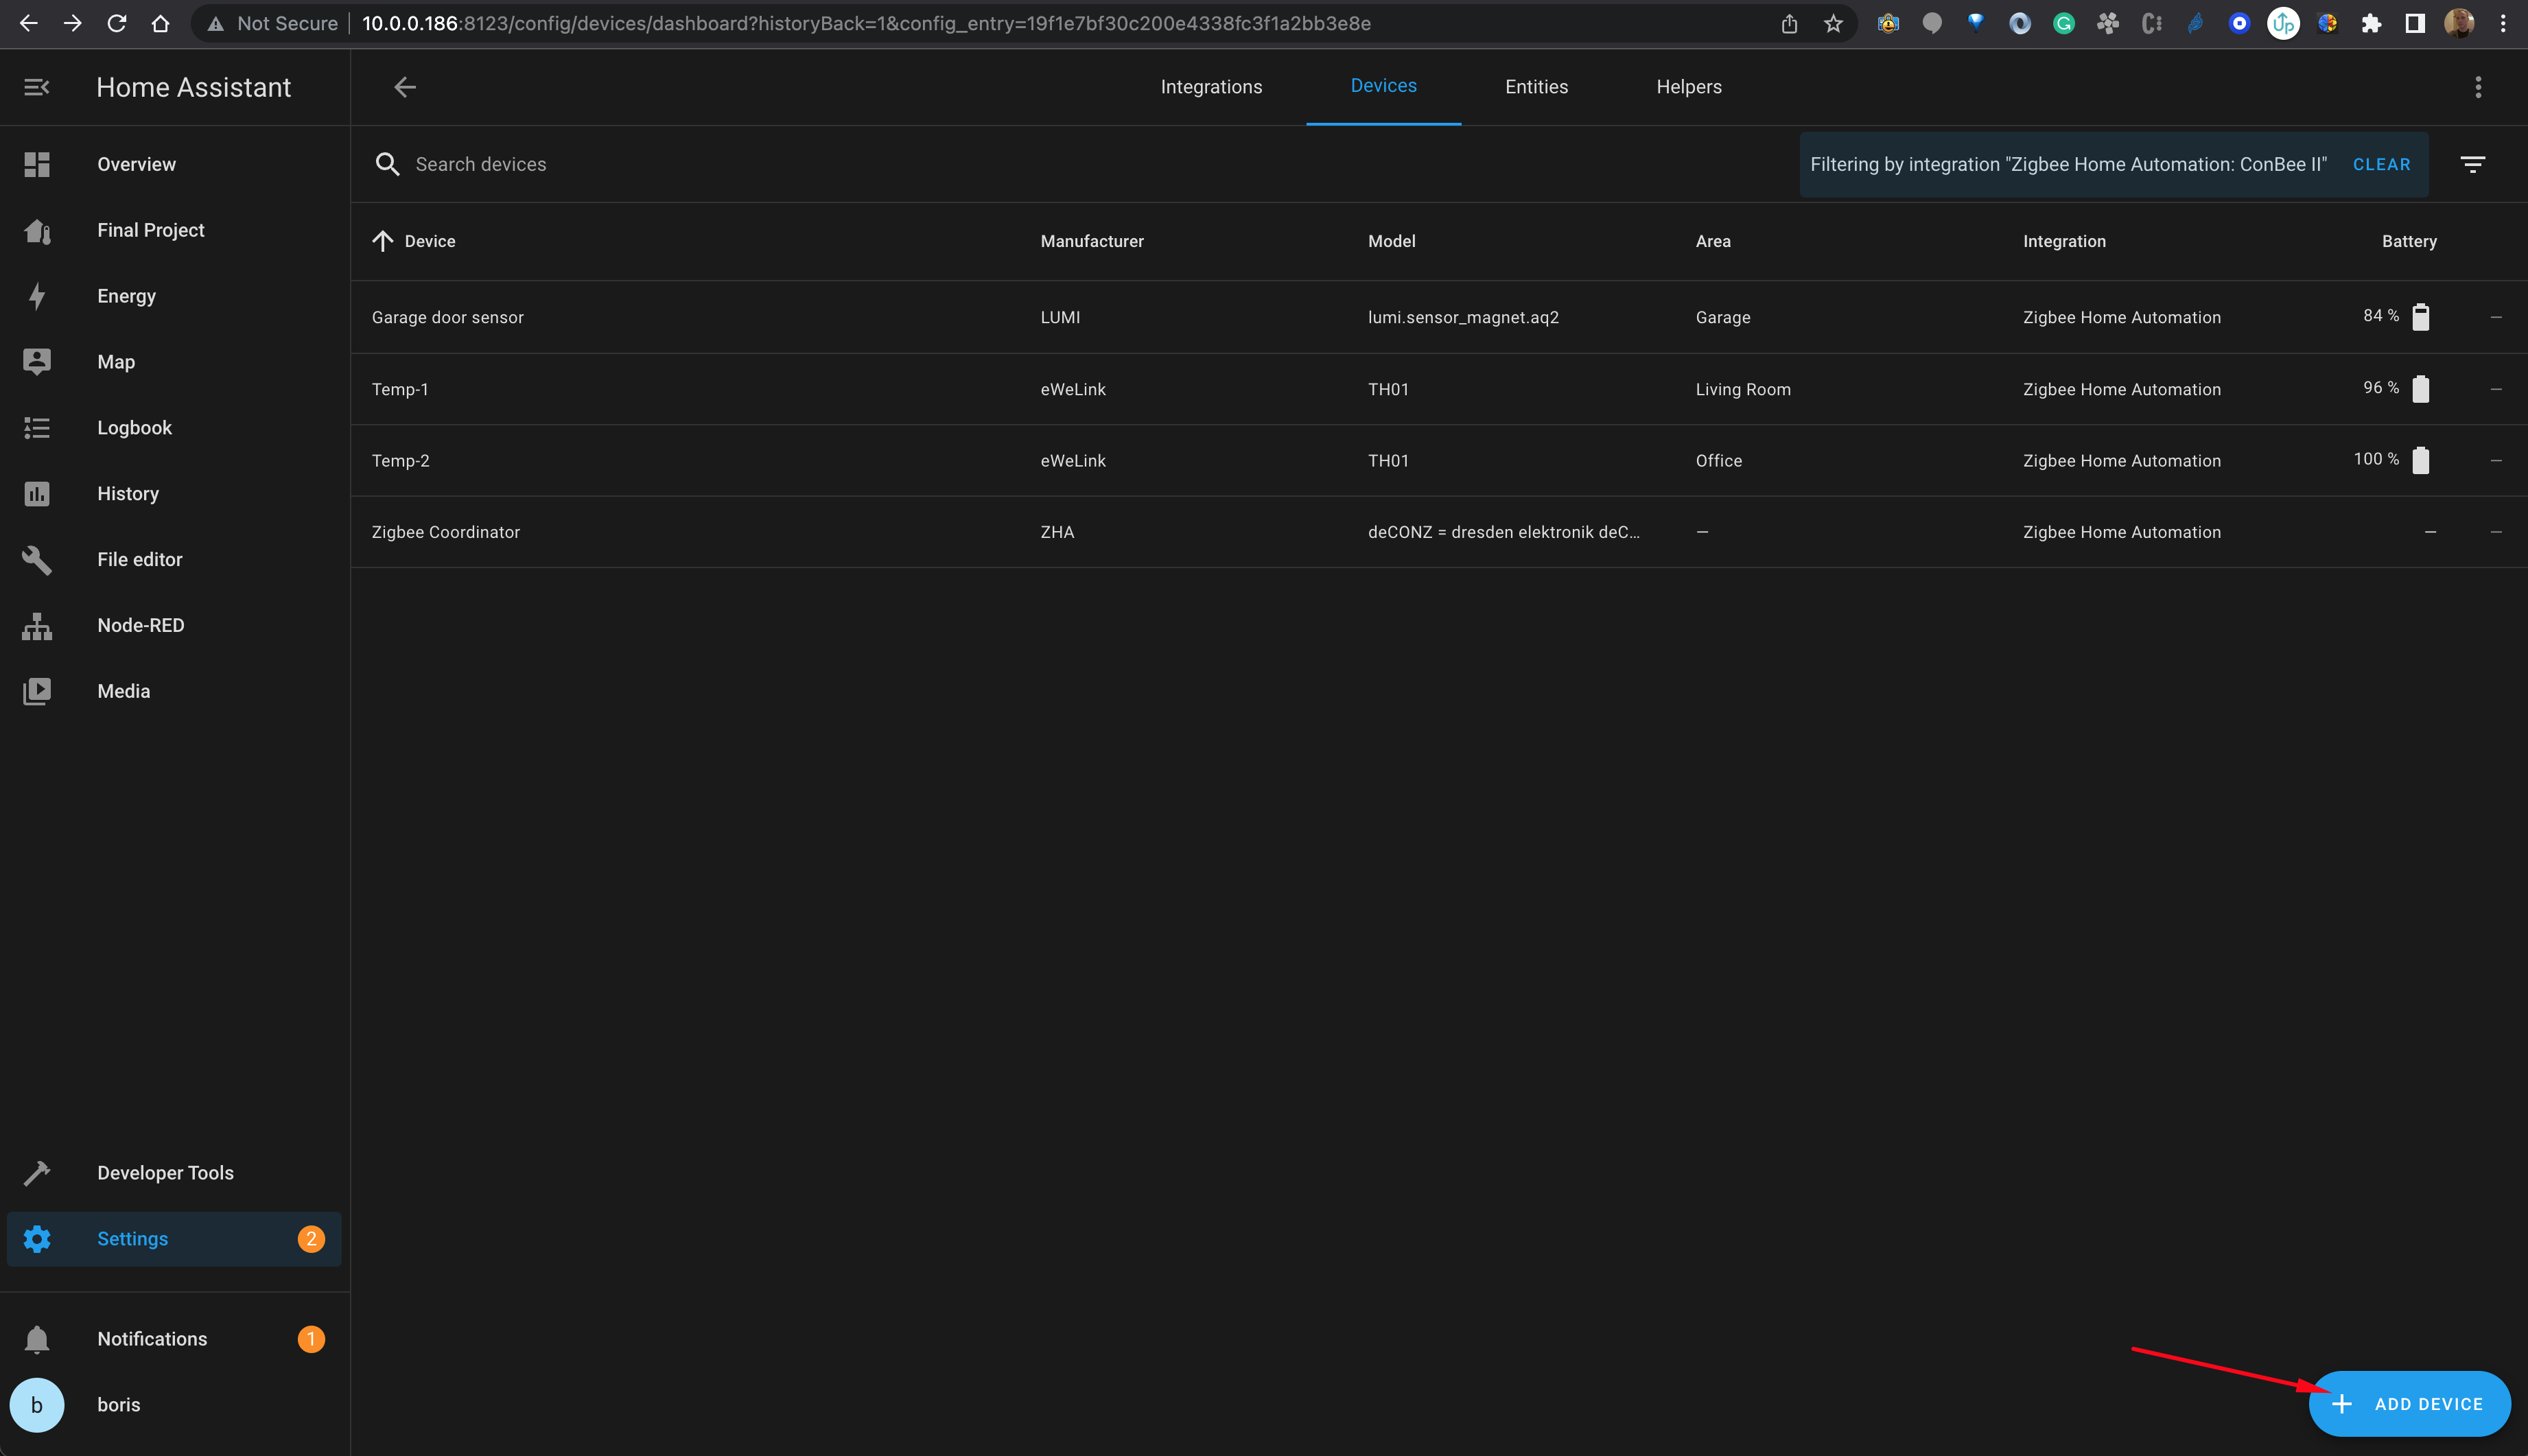 Not Secure | 10.0.0.186:8123/config/devices/dashboard?historyBack=1&config_entry=19f1e7bf30c200e4338fc3f1a2bb3e8e
Home Assistant
Integrations Devices Entities Helpers
Overview
Final Project
Energy
Map
Logbook
History
File editor
Node-RED
Media
Developer Tools
Settings 2
Notifications 1
b boris
Search devices
Filtering by integration "Zigbee Home Automation: ConBee II" CLEAR
Device Manufacturer Model Area Integration Battery
Garage door sensor LUMI lumi.sensor_magnet.aq2 Garage Zigbee Home Automation 84 % —
Temp-1 eWeLink TH01 Living Room Zigbee Home Automation 96 % —
Temp-2 eWeLink TH01 Office Zigbee Home Automation 100 % —
Zigbee Coordinator ZHA deCONZ = dresden elektronik deC... — Zigbee Home Automation — —
+ ADD DEVICE